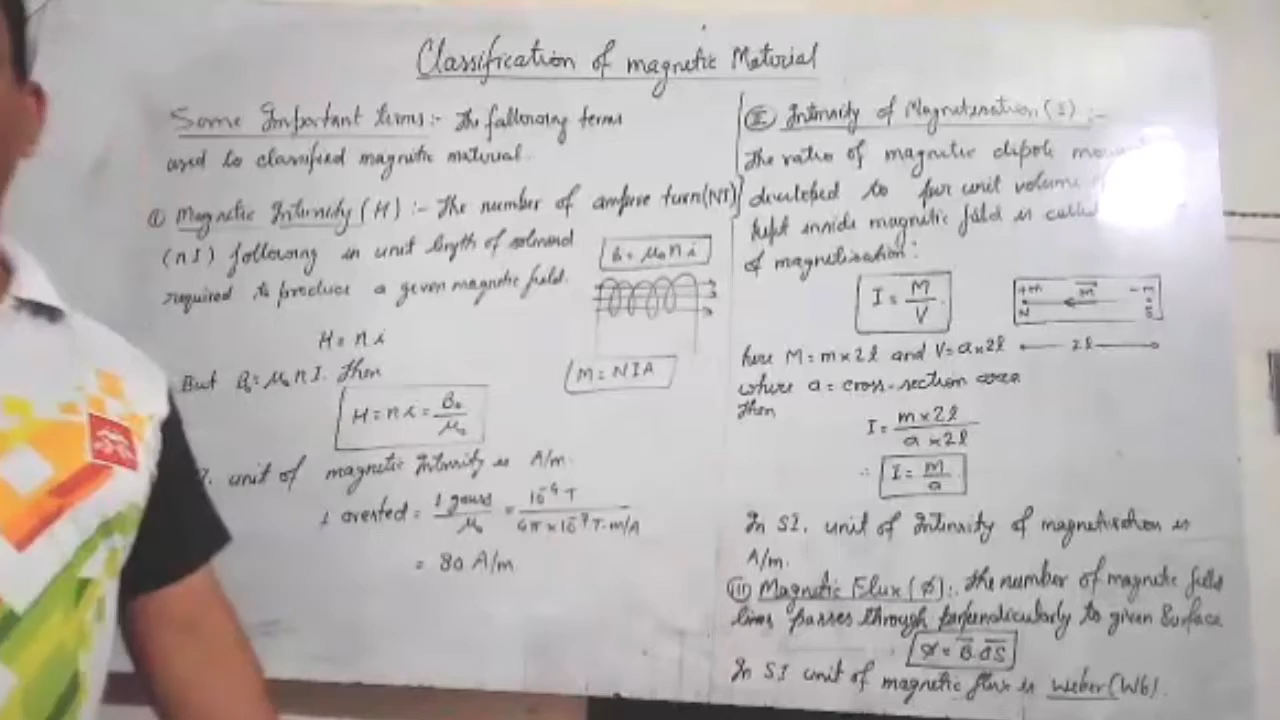 Classification of magnetic Material
Some Important terms:- The following terms
used to classified magnetic material.
(i) Magnetic Intensity (H) :- The number of ampere turn(NI)
(nI) following in unit length of solenoid
required to produce a given magnetic field.
B₀ = μ₀ n i
H = n i
But B₀ = μ₀ n I. Then
M = NIA
H = n i = B₀/μ₀
unit of magnetic Intensity is A/m.
1 oersted = 1 gauss/μ₀ = 10⁻⁴ T/4π×10⁻⁷ T·m/A
= 80 A/m
(II) Intensity of Magnetisation (I) :-
The ratio of magnetic dipole
developed to per unit volume
kept inside magnetic field is
of magnetisation:
I = M/V
+m M -m
N S
2l
here M = m×2l and V = a×2l
where a = cross-section area
then
I = m×2l/a×2l
∴ I = m/a
In SI. unit of Intensity of magnetisation is
A/m.
(iii) Magnetic Flux (Ø):. The number of magnetic field
lines passes through perpendicularly to given Surface
Ø = B.dS
In SI unit of magnetic flux is Weber(Wb).